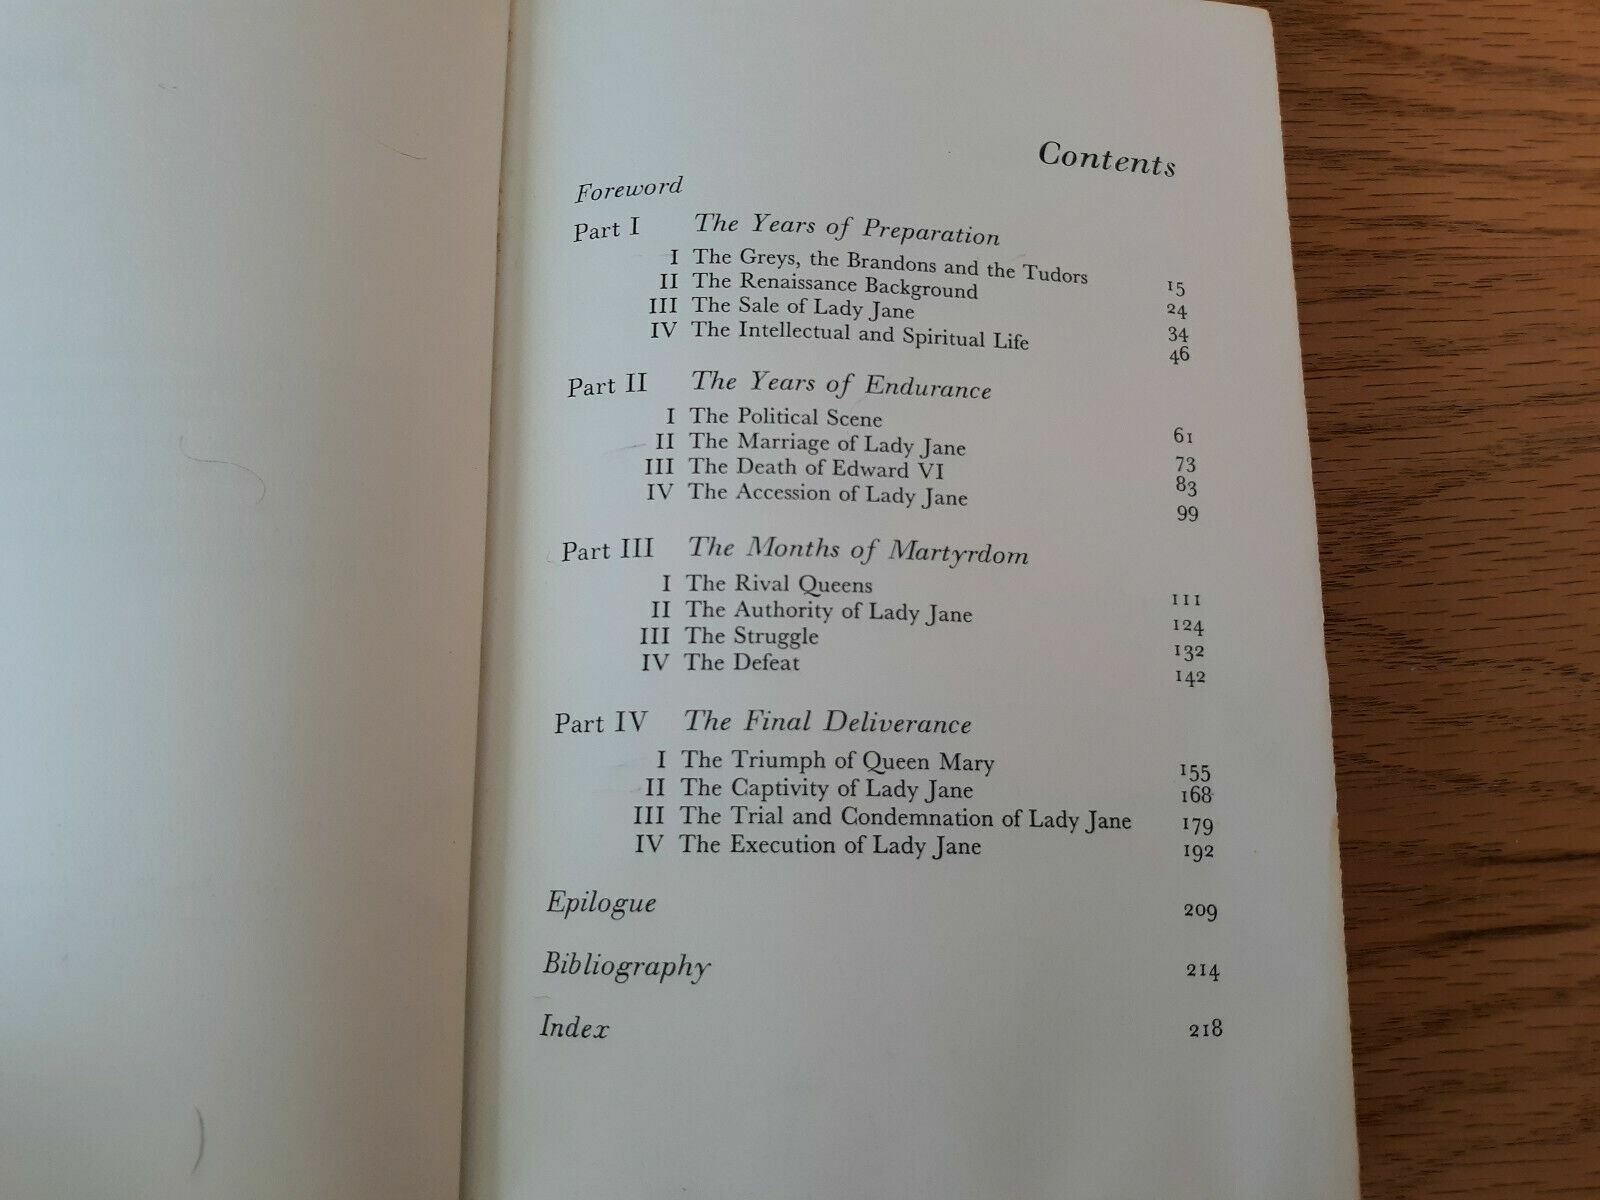 Contents
Foreword
Part I The Years of Preparation
I The Greys, the Brandons and the Tudors 15
II The Renaissance Background 24
III The Sale of Lady Jane 34
IV The Intellectual and Spiritual Life 46
Part II The Years of Endurance
I The Political Scene 61
II The Marriage of Lady Jane 73
III The Death of Edward VI 83
IV The Accession of Lady Jane 99
Part III The Months of Martyrdom
I The Rival Queens 111
II The Authority of Lady Jane 124
III The Struggle 132
IV The Defeat 142
Part IV The Final Deliverance
I The Triumph of Queen Mary 155
II The Captivity of Lady Jane 168
III The Trial and Condemnation of Lady Jane 179
IV The Execution of Lady Jane 192
Epilogue 209
Bibliography 214
Index 218